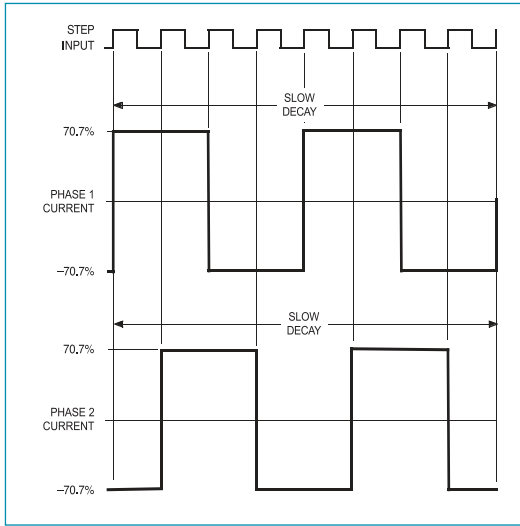 STEP
INPUT
SLOW
DECAY
70.7%
PHASE 1
CURRENT
–70.7%
SLOW
DECAY
70.7%
PHASE 2
CURRENT
–70.7%